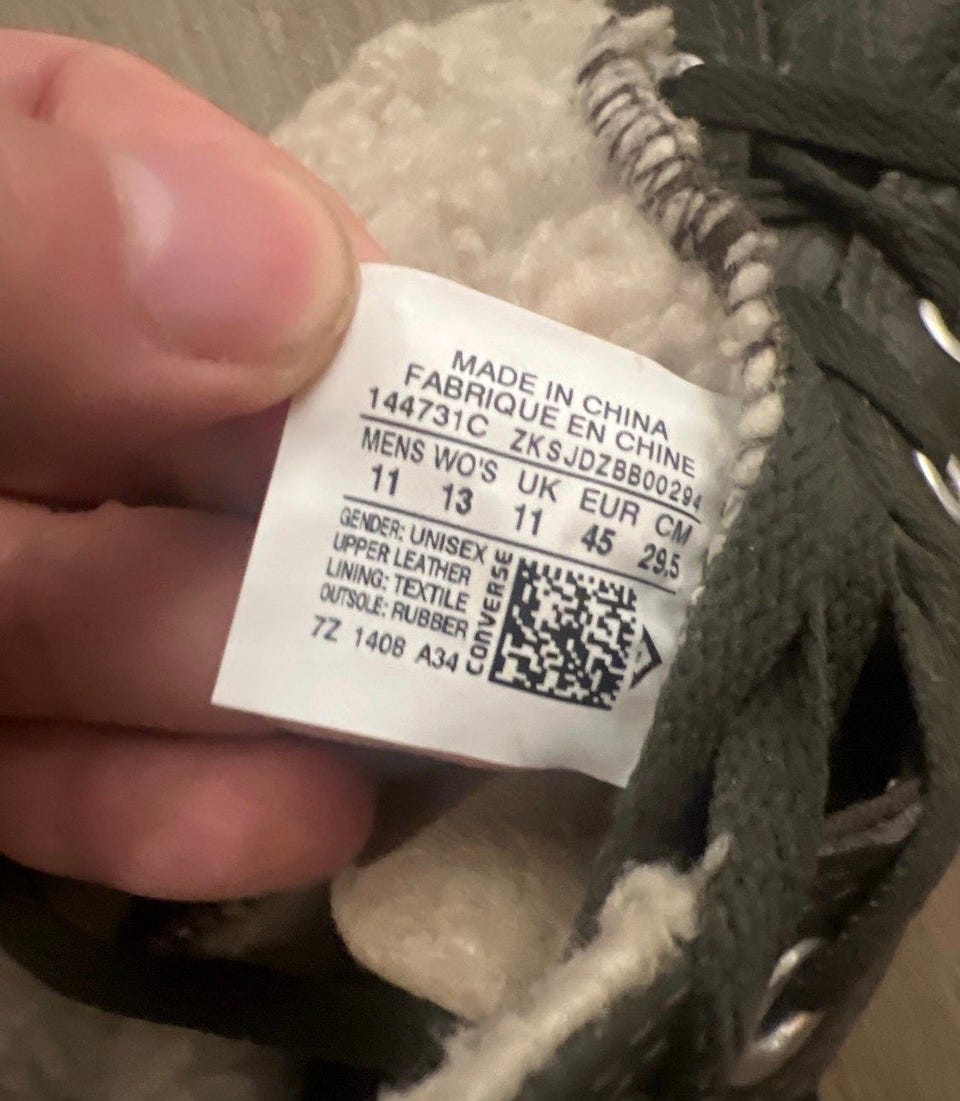 MADE IN CHINA
FABRIQUE EN CHINE
144731C ZKSJDZBB00294
MENS WO'S UK EUR CM
11 13 11 45 29.5
GENDER: UNISEX
UPPER LEATHER
LINING: TEXTILE
OUTSOLE: RUBBER
7Z 1408 A34
CONVERSE